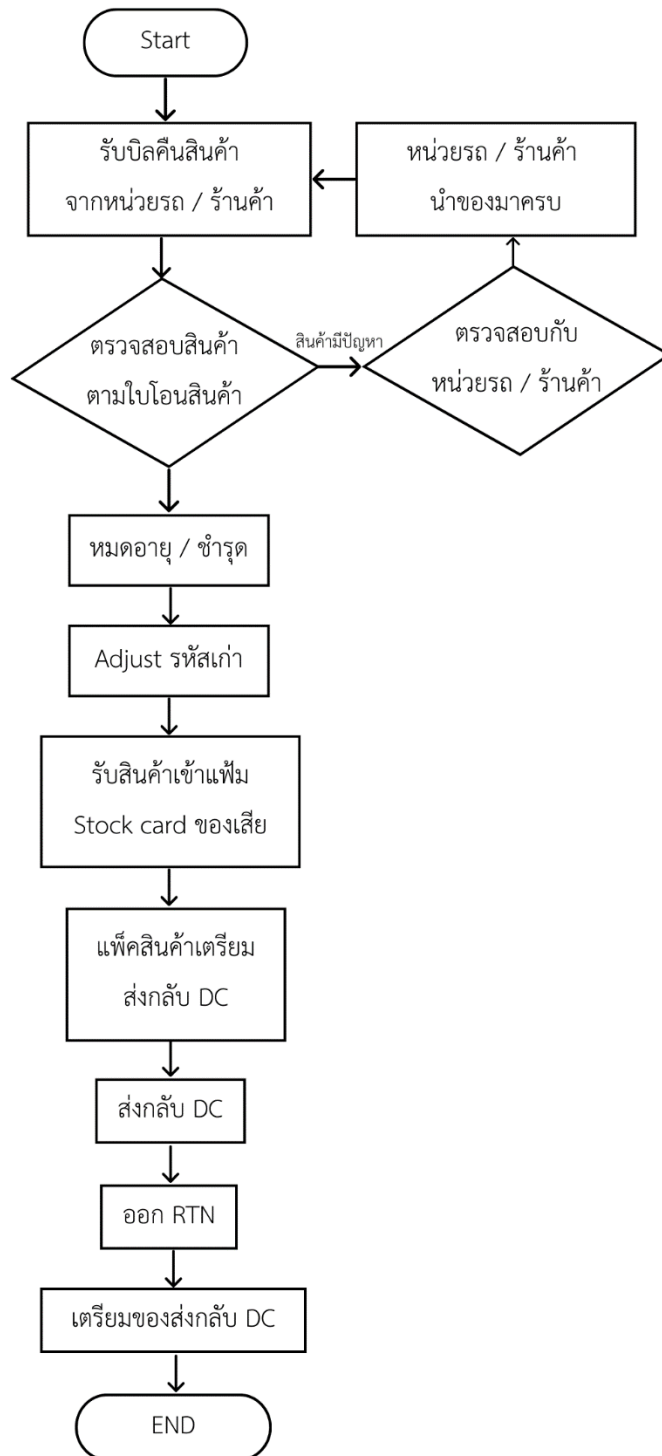 Start
รับบิลคืนสินค้า
จากหน่วยรถ / ร้านค้า
หน่วยรถ / ร้านค้า
นำของมาครบ
ตรวจสอบสินค้า
ตามใบโอนสินค้า
สินค้ามีปัญหา
ตรวจสอบกับ
หน่วยรถ / ร้านค้า
หมดอายุ / ชำรุด
Adjust รหัสเก่า
รับสินค้าเข้าแฟ้ม
Stock card ของเสีย
แพ็คสินค้าเตรียม
ส่งกลับ DC
ส่งกลับ DC
ออก RTN
เตรียมของส่งกลับ DC
END